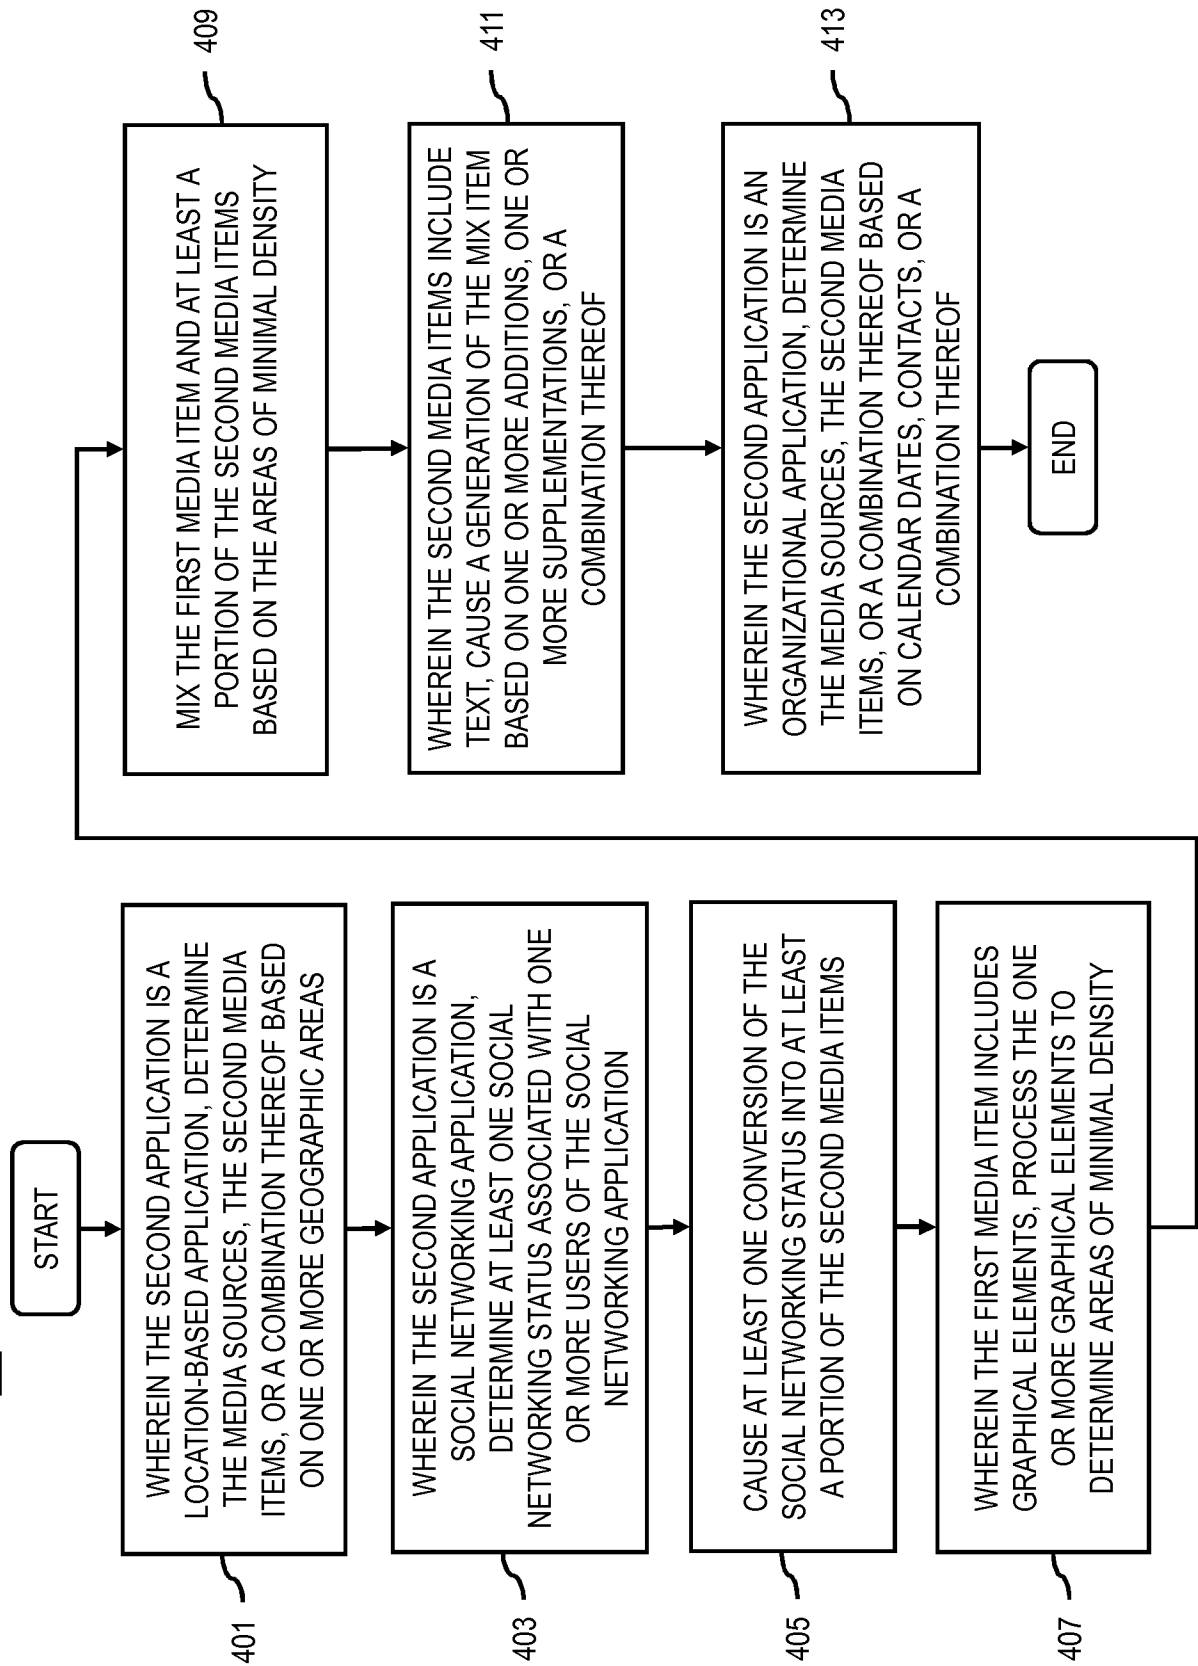 START
WHEREIN THE SECOND APPLICATION IS A
LOCATION-BASED APPLICATION, DETERMINE
THE MEDIA SOURCES, THE SECOND MEDIA
ITEMS, OR A COMBINATION THEREOF BASED
ON ONE OR MORE GEOGRAPHIC AREAS
401
WHEREIN THE SECOND APPLICATION IS A
SOCIAL NETWORKING APPLICATION,
DETERMINE AT LEAST ONE SOCIAL
NETWORKING STATUS ASSOCIATED WITH ONE
OR MORE USERS OF THE SOCIAL
NETWORKING APPLICATION
403
CAUSE AT LEAST ONE CONVERSION OF THE
SOCIAL NETWORKING STATUS INTO AT LEAST
A PORTION OF THE SECOND MEDIA ITEMS
405
WHEREIN THE FIRST MEDIA ITEM INCLUDES
GRAPHICAL ELEMENTS, PROCESS THE ONE
OR MORE GRAPHICAL ELEMENTS TO
DETERMINE AREAS OF MINIMAL DENSITY
407
MIX THE FIRST MEDIA ITEM AND AT LEAST A
PORTION OF THE SECOND MEDIA ITEMS
BASED ON THE AREAS OF MINIMAL DENSITY
409
WHEREIN THE SECOND MEDIA ITEMS INCLUDE
TEXT, CAUSE A GENERATION OF THE MIX ITEM
BASED ON ONE OR MORE ADDITIONS, ONE OR
MORE SUPPLEMENTATIONS, OR A
COMBINATION THEREOF
411
WHEREIN THE SECOND APPLICATION IS AN
ORGANIZATIONAL APPLICATION, DETERMINE
THE MEDIA SOURCES, THE SECOND MEDIA
ITEMS, OR A COMBINATION THEREOF BASED
ON CALENDAR DATES, CONTACTS, OR A
COMBINATION THEREOF
413
END